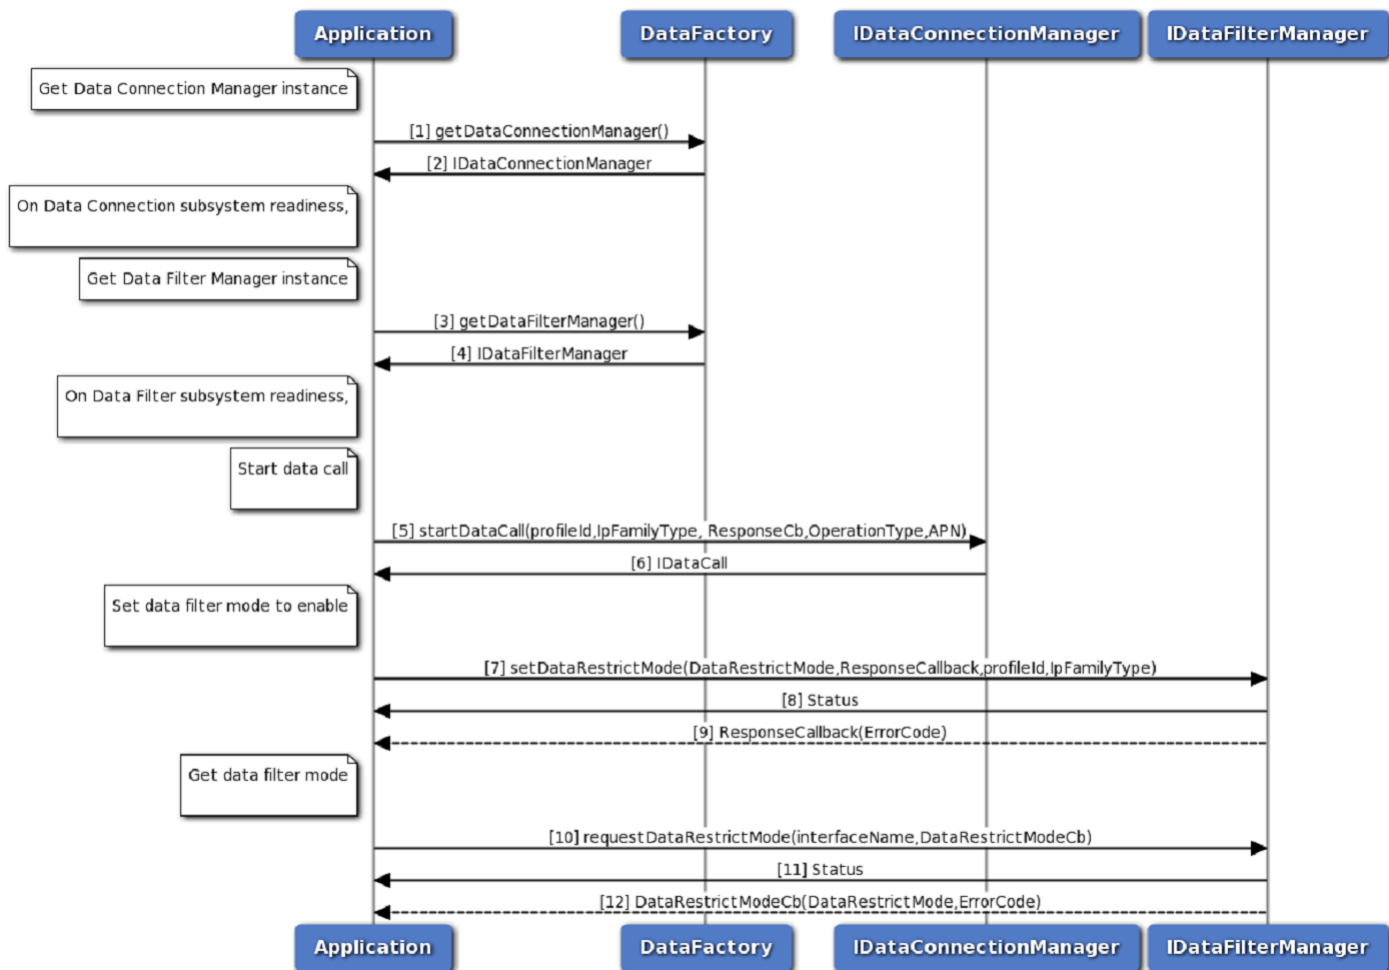 Application
DataFactory
IDataConnectionManager
IDataFilterManager
Get Data Connection Manager instance
[1] getDataConnectionManager()
[2] IDataConnectionManager
On Data Connection subsystem readiness,
Get Data Filter Manager instance
[3] getDataFilterManager()
[4] IDataFilterManager
On Data Filter subsystem readiness,
Start data call
[5] startDataCall(profileId,IpFamilyType, ResponseCb,OperationType,APN)
[6] IDataCall
Set data filter mode to enable
[7] setDataRestrictMode(DataRestrictMode,ResponseCallback,profileId,IpFamilyType)
[8] Status
[9] ResponseCallback(ErrorCode)
Get data filter mode
[10] requestDataRestrictMode(interfaceName,DataRestrictModeCb)
[11] Status
[12] DataRestrictModeCb(DataRestrictMode,ErrorCode)
Application
DataFactory
IDataConnectionManager
IDataFilterManager